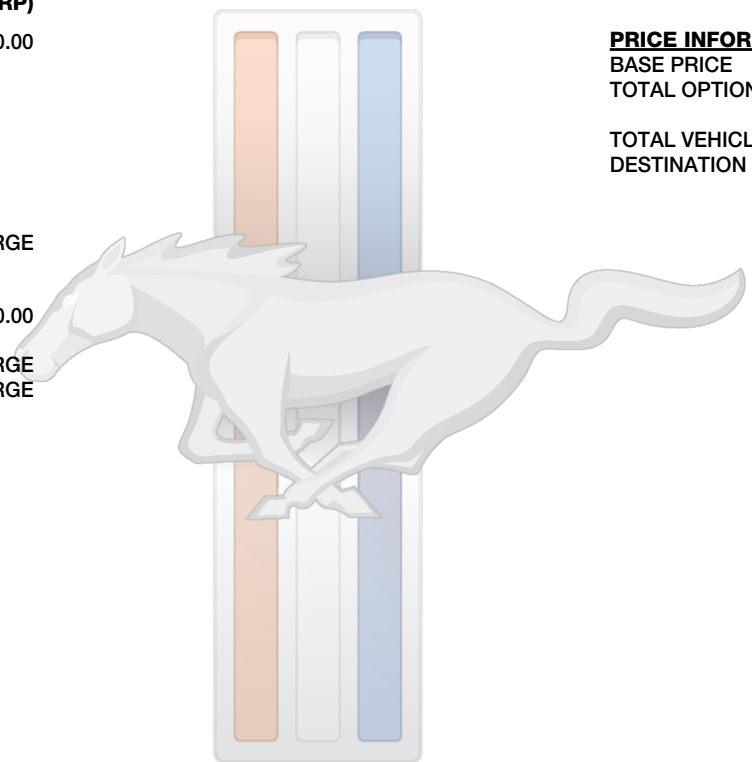 RP)
0.00
RGE
0.00
RGE
RGE
PRICE INFOR
BASE PRICE
TOTAL OPTION
TOTAL VEHICL
DESTINATION